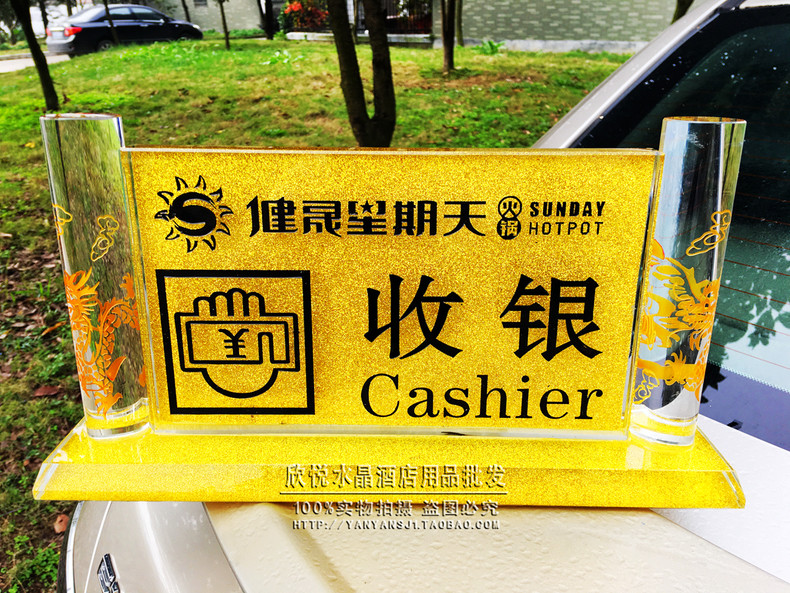 健晟星期天 火锅 SUNDAY HOTPOT
¥
收银
Cashier
欣悦水晶酒店用品批发
100%实物拍摄 盗图必究
HTTP://YANYANSJ1.TAOBAO.COM